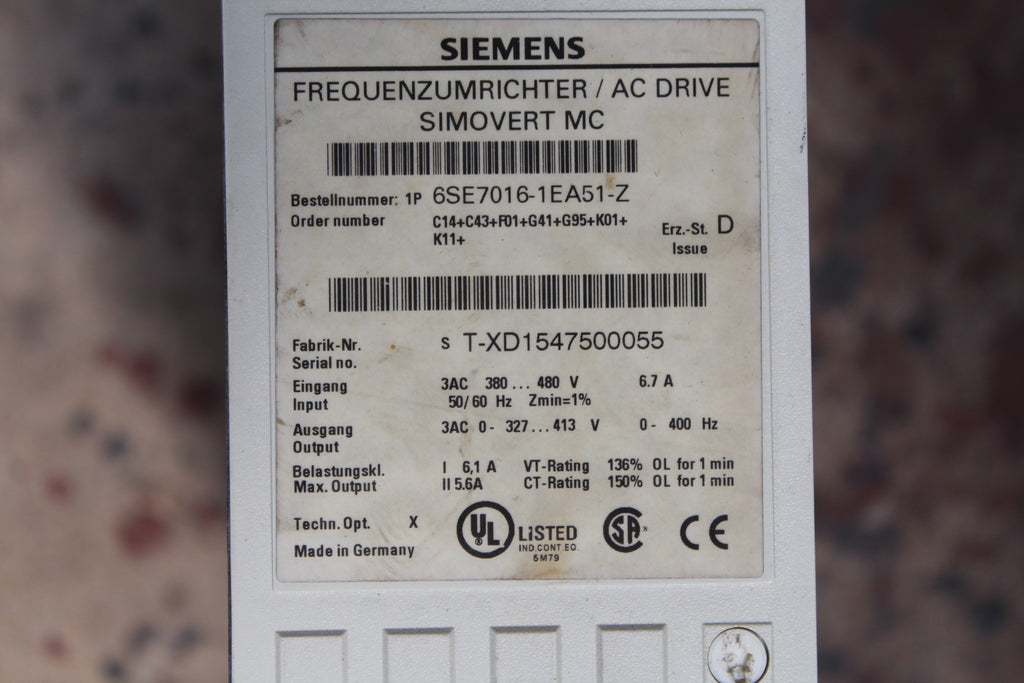 SIEMENS
FREQUENZUMRICHTER / AC DRIVE
SIMOVERT MC
Bestellnummer: 1P 6SE7016-1EA51-Z
Order number C14+C43+F01+G41+G95+K01+
K11+
Erz.-St. D
Issue
Fabrik-Nr. S T-XD1547500055
Serial no.
Eingang 3AC 380... 480 V 6.7 A
Input 50/60 Hz Zmin=1%
Ausgang 3AC 0- 327...413 V 0- 400 Hz
Output
Belastungskl. I 6,1 A VT-Rating 136% OL for 1 min
Max. Output II 5.6A CT-Rating 150% OL for 1 min
Techn. Opt. X
Made in Germany
UL LISTED
IND.CONT.EQ.
5M79
SA
CE